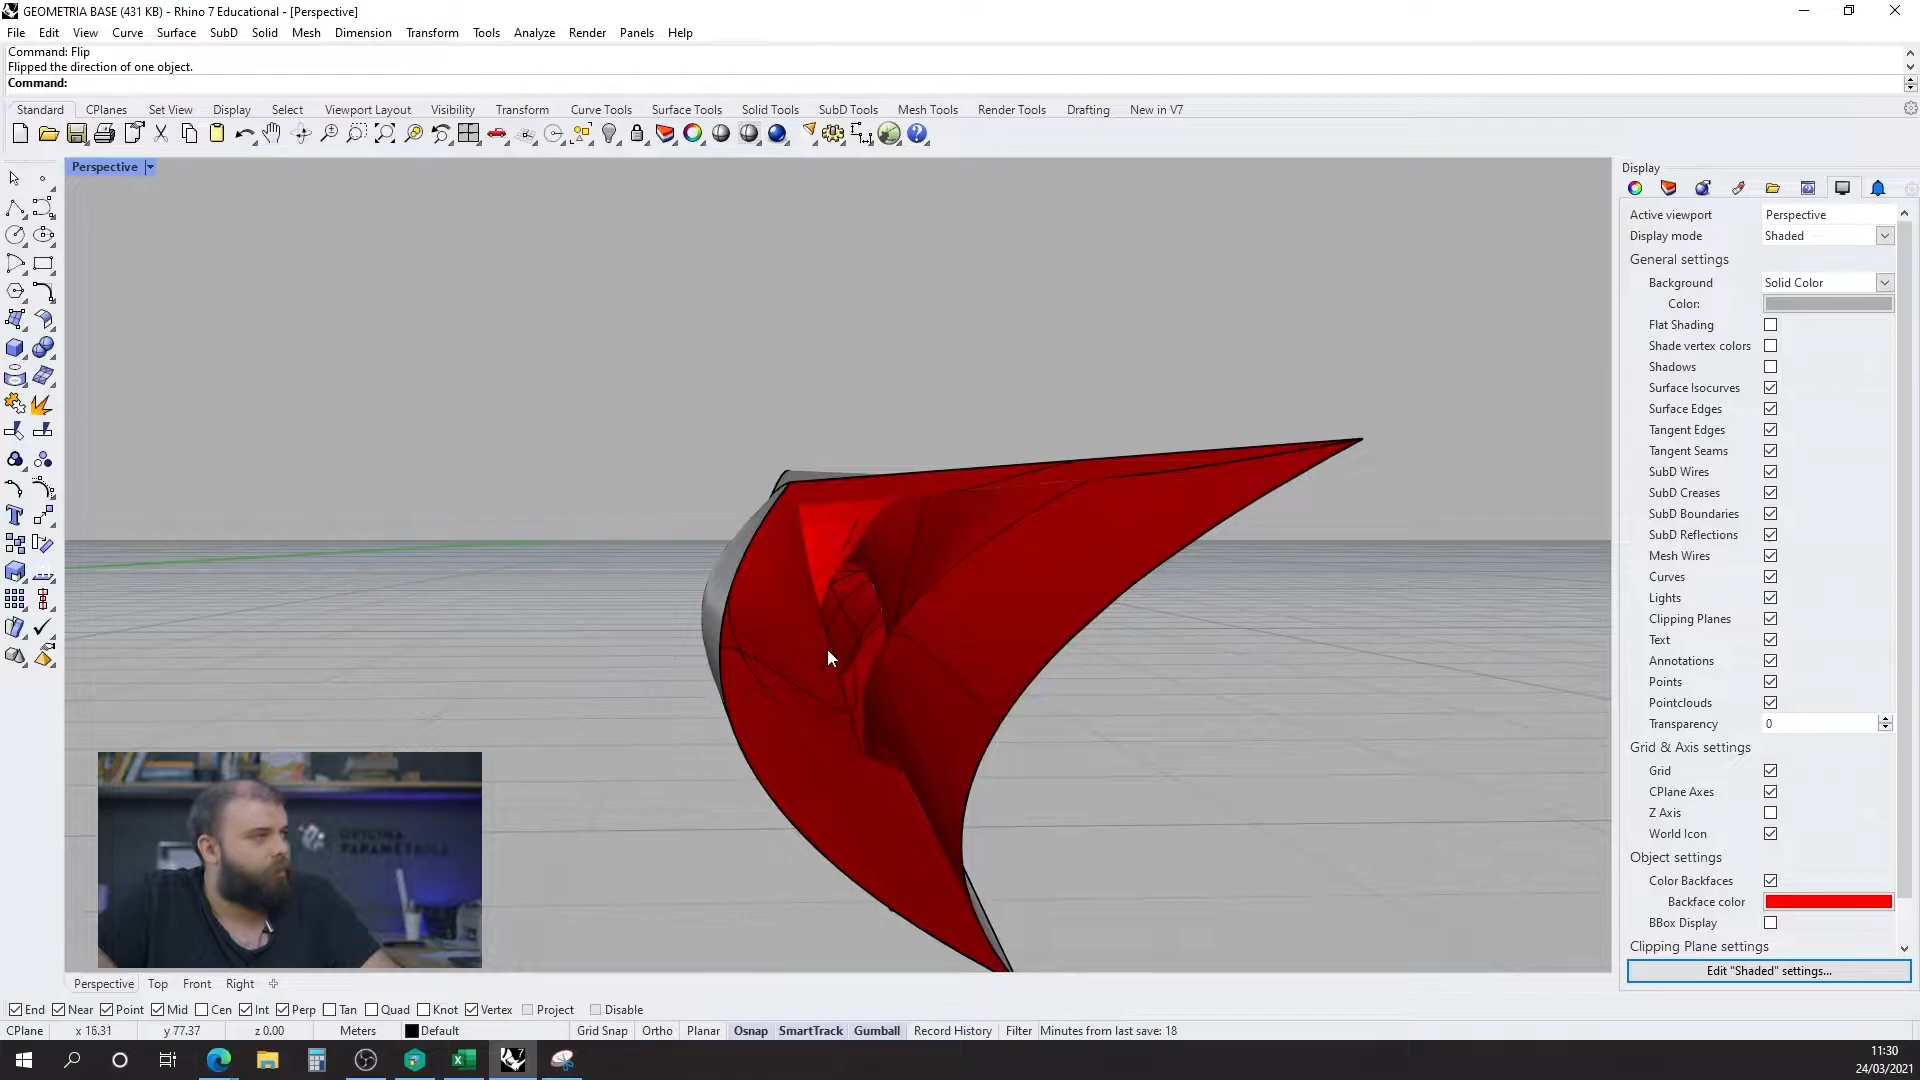 GEOMETRIA BASE (431 KB) - Rhino 7 Educational - [Perspective]
File Edit View Curve Surface SubD Solid Mesh Dimension Transform Tools Analyze Render Panels Help
Command: Flip
Flipped the direction of one object.
Command:
Standard CPlanes Set View Display Select Viewport Layout Visibility Transform Curve Tools Surface Tools Solid Tools SubD Tools Mesh Tools Render Tools Drafting New in V7
Perspective
Display
Active viewport Perspective
Display mode Shaded
General settings
Background Solid Color
Color:
Flat Shading
Shade vertex colors
Shadows
Surface Isocurves
Surface Edges
Tangent Edges
Tangent Seams
SubD Wires
SubD Creases
SubD Boundaries
SubD Reflections
Mesh Wires
Curves
Lights
Clipping Planes
Text
Annotations
Points
Pointclouds
Transparency 0
Grid & Axis settings
Grid
CPlane Axes
Z Axis
World Icon
Object settings
Color Backfaces
Backface color
BBox Display
Clipping Plane settings
Edit "Shaded" settings...
OFICINA
PARAMÉTRICA
Perspective Top Front Right
End Near Point Mid Cen Int Perp Tan Quad Knot Vertex Project Disable
CPlane x 16.31 y 77.37 z 0.00 Meters Default Grid Snap Ortho Planar Osnap SmartTrack Gumball Record History Filter Minutes from last save: 18
11:30
24/03/2021